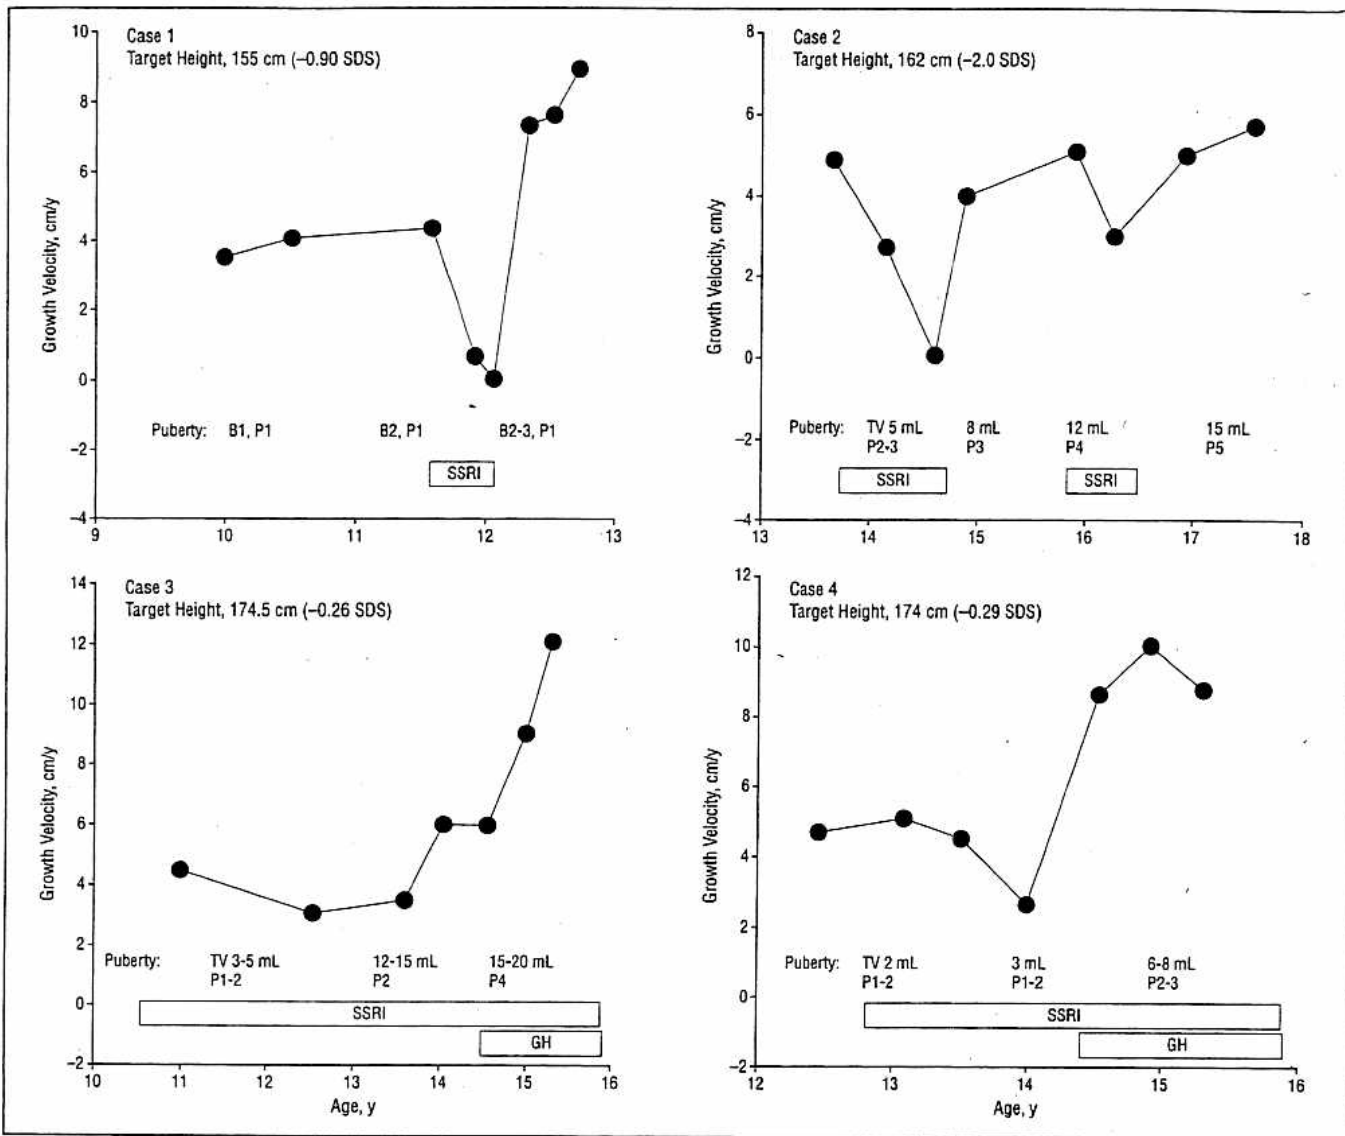 Case 1
Target Height, 155 cm (–0.90 SDS)
Growth Velocity, cm/y
10
8
6
4
2
0
–2
–4
Puberty: B1, P1 B2, P1 B2-3, P1
SSRI
9 10 11 12 13
Case 2
Target Height, 162 cm (–2.0 SDS)
Growth Velocity, cm/y
8
6
4
2
0
–2
–4
Puberty: TV 5 mL 8 mL 12 mL 15 mL
P2-3 P3 P4 P5
SSRI SSRI
13 14 15 16 17 18
Case 3
Target Height, 174.5 cm (–0.26 SDS)
Growth Velocity, cm/y
14
12
10
8
6
4
2
0
–2
Puberty: TV 3-5 mL 12-15 mL 15-20 mL
P1-2 P2 P4
SSRI
GH
10 11 12 13 14 15 16
Age, y
Case 4
Target Height, 174 cm (–0.29 SDS)
Growth Velocity, cm/y
12
10
8
6
4
2
0
–2
Puberty: TV 2 mL 3 mL 6-8 mL
P1-2 P1-2 P2-3
SSRI
GH
12 13 14 15 16
Age, y